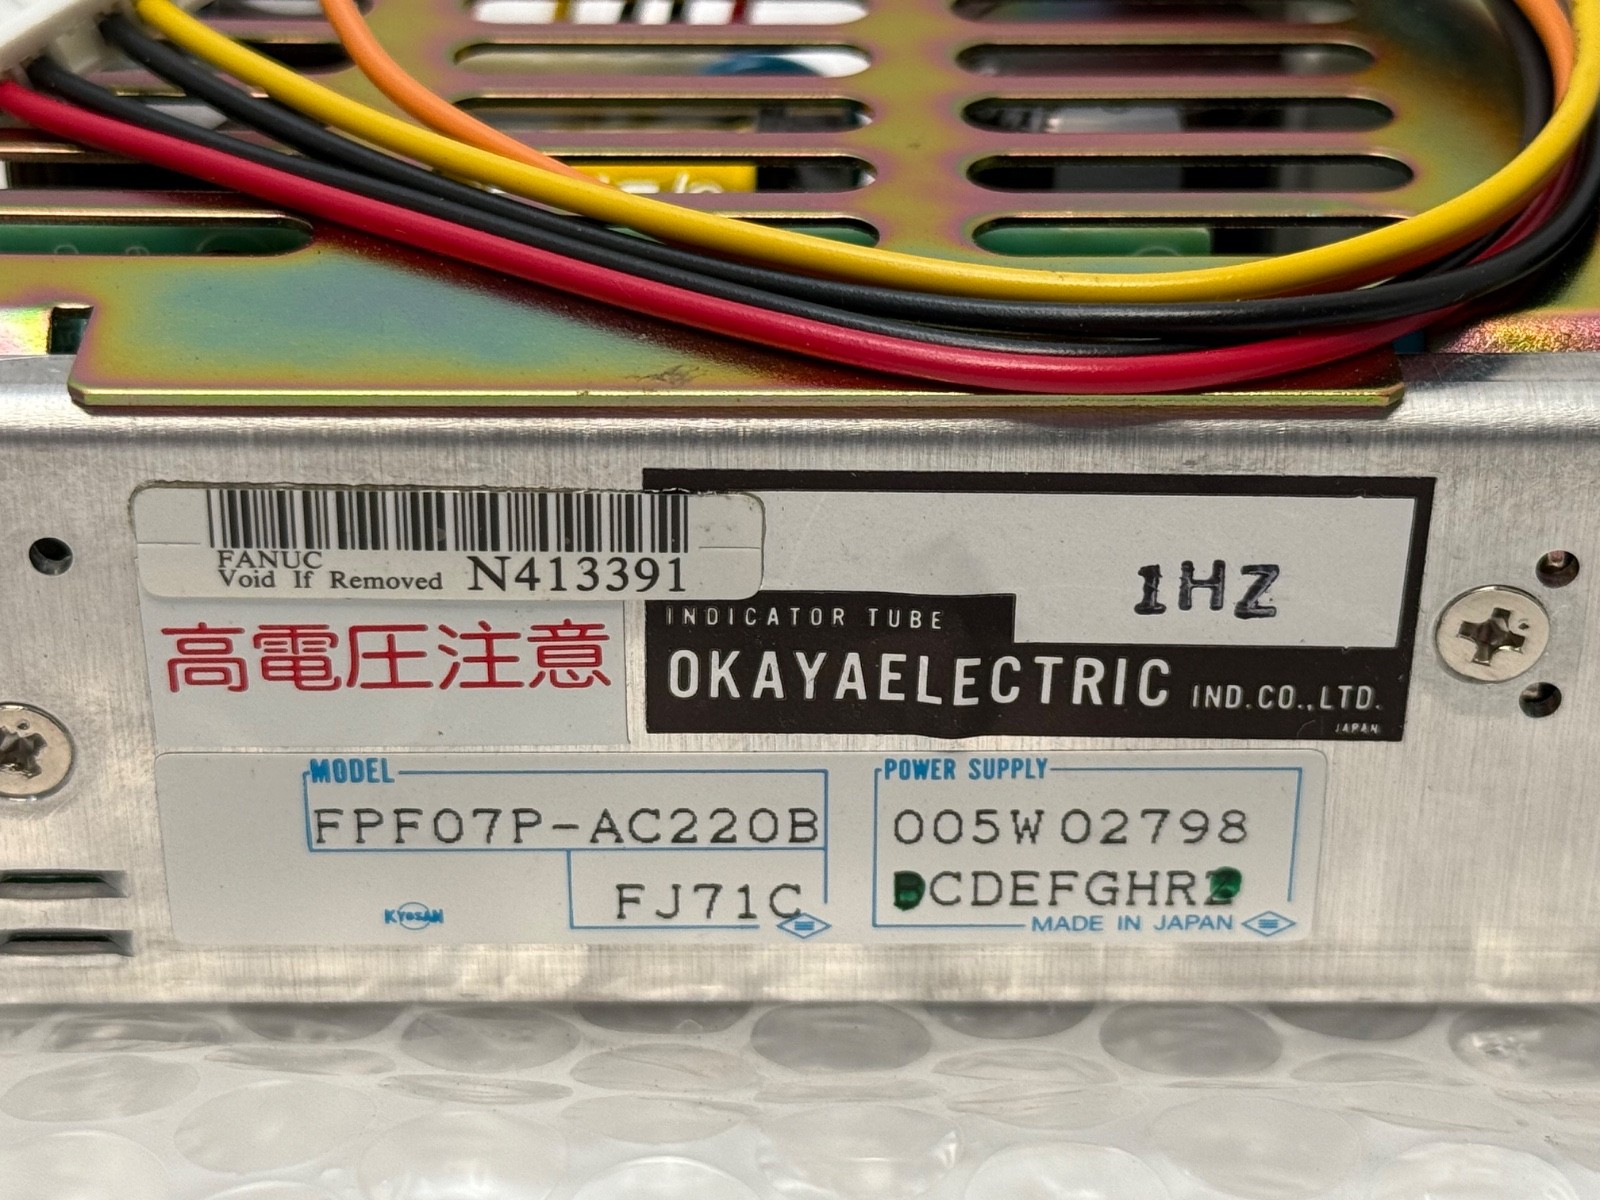 FANUC
Void If Removed N413391
高電圧注意
1HZ
INDICATOR TUBE
OKAYAELECTRIC IND.CO.,LTD.
JAPAN
MODEL
FPF07P-AC220B
FJ71C
KYOSAN
POWER SUPPLY
005W02798
CDEFGHR
MADE IN JAPAN